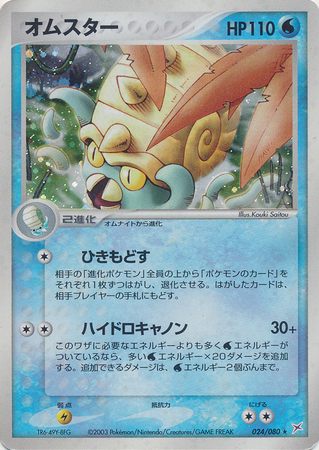 オムスター HP110
Illus.Kouki Saitou
己進化 オムナイトから進化
ひきもどす
相手の「進化ポケモン」全員の上から「ポケモンのカード」を
それぞれ1枚ずつはがし、退化させる。はがしたカードは、
相手プレイヤーの手札にもどす。
ハイドロキャノン 30+
このワザに必要なエネルギーよりも多くエネルギーが
ついているなら、多いエネルギー×20ダメージを追加
する。追加できるダメージは、エネルギー2個ぶんまで。
弱点 抵抗力 にげる
TR6-49Y-BFG ©2003 Pokémon/Nintendo/Creatures/GAME FREAK 024/080 ★